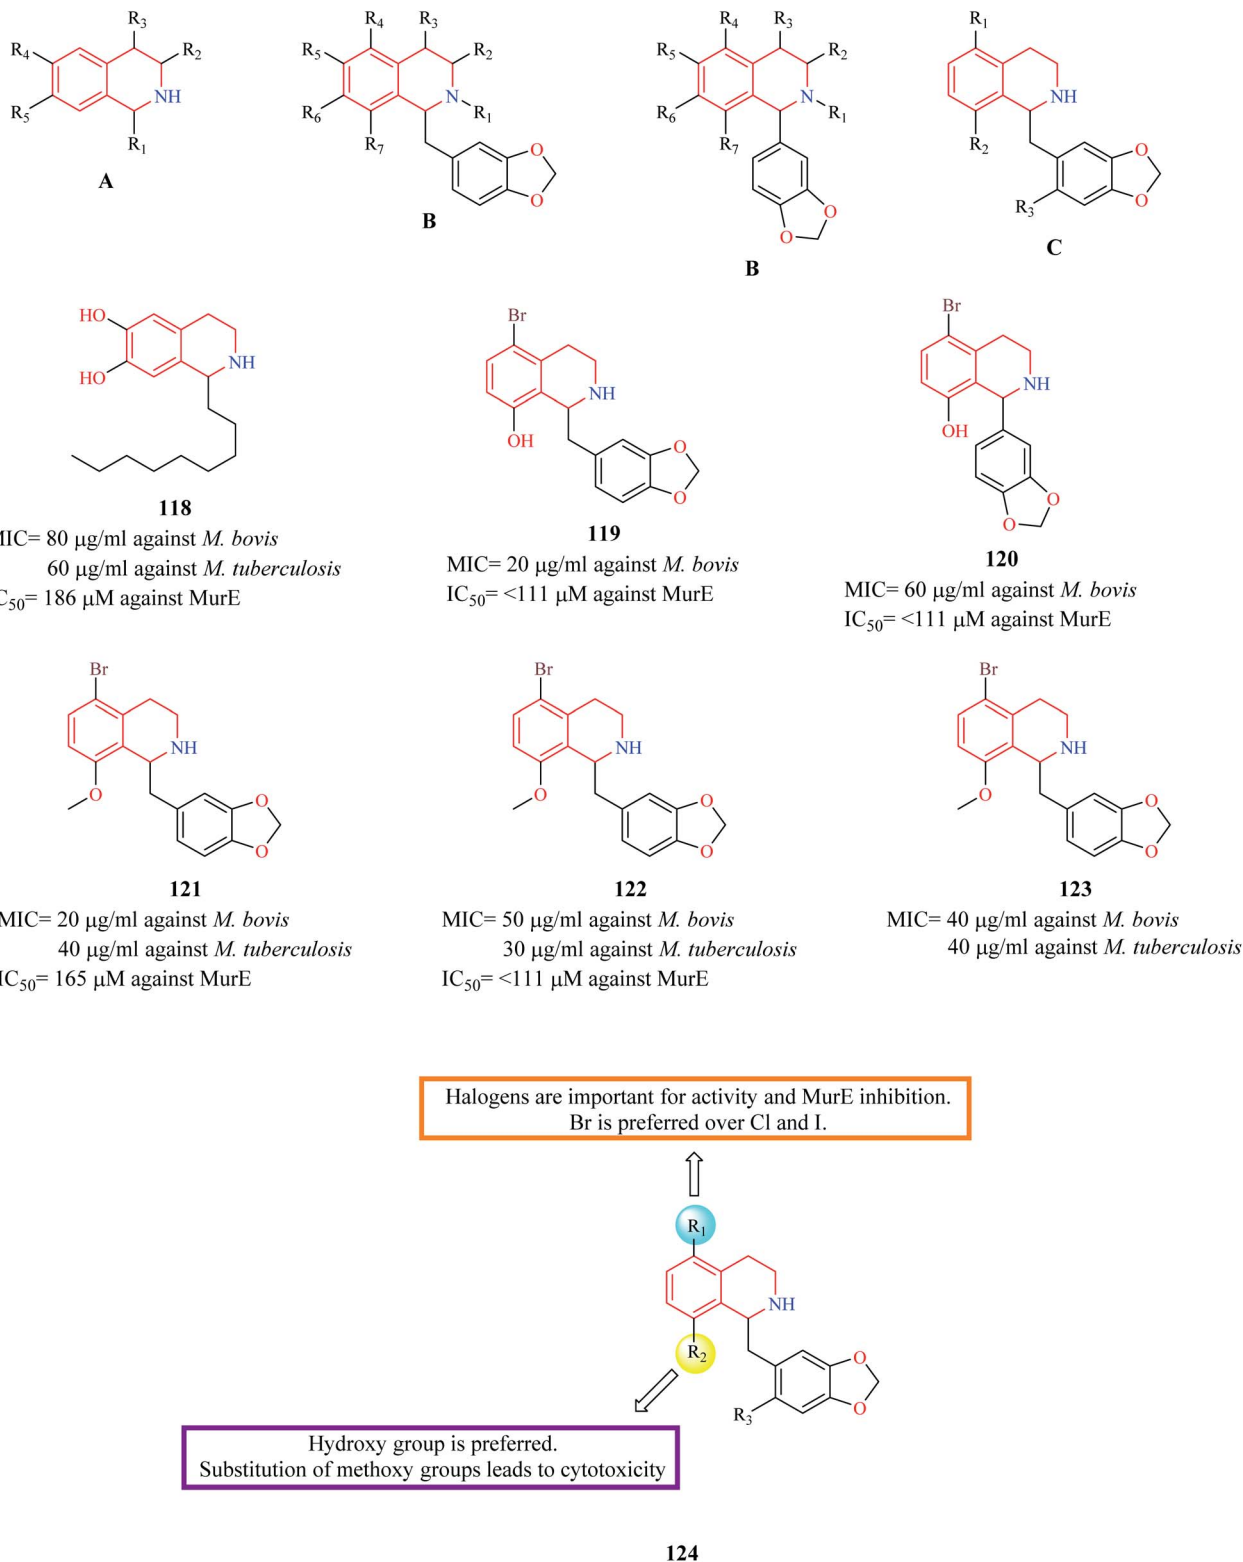 R3
R4
R2
NH
R5
R1
A
R4
R3
R5
R2
N
R6
R1
R7
O
O
B
R4
R3
R5
R2
N
R6
R1
R7
O
O
B
R1
NH
R2
O
R3
O
C
HO
HO
NH
118
MIC= 80 μg/ml against M. bovis
60 μg/ml against M. tuberculosis
C50= 186 μM against MurE
Br
NH
OH
O
O
119
MIC= 20 μg/ml against M. bovis
IC50= <111 μM against MurE
Br
NH
OH
O
O
120
MIC= 60 μg/ml against M. bovis
IC50= <111 μM against MurE
Br
NH
O
O
O
121
MIC= 20 μg/ml against M. bovis
40 μg/ml against M. tuberculosis
IC50= 165 μM against MurE
Br
NH
O
O
O
122
MIC= 50 μg/ml against M. bovis
30 μg/ml against M. tuberculosis
IC50= <111 μM against MurE
Br
NH
O
O
O
123
MIC= 40 μg/ml against M. bovis
40 μg/ml against M. tuberculosis
Halogens are important for activity and MurE inhibition.
Br is preferred over Cl and I.
R1
NH
R2
O
R3
O
Hydroxy group is preferred.
Substitution of methoxy groups leads to cytotoxicity
124